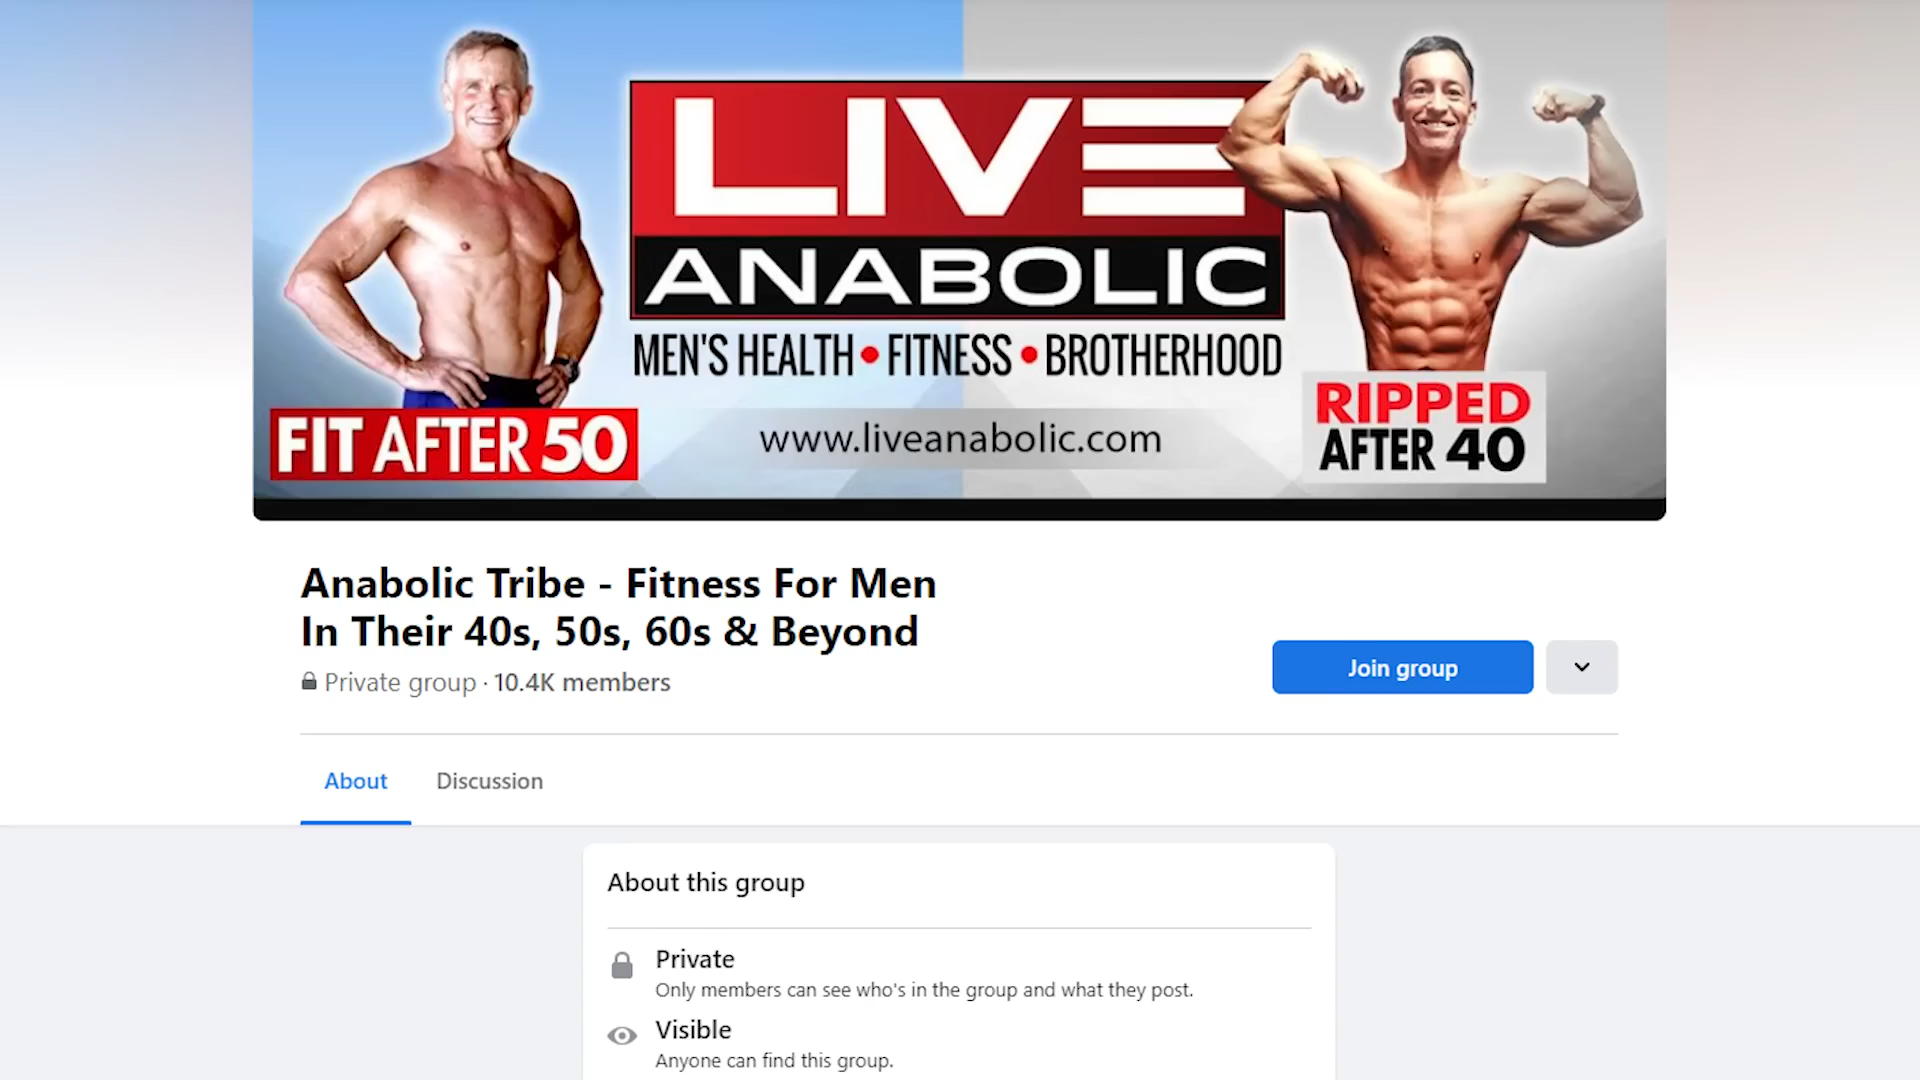 LIVE
ANABOLIC
MEN'S HEALTH • FITNESS • BROTHERHOOD
www.liveanabolic.com
FIT AFTER 50
RIPPED
AFTER 40
Anabolic Tribe - Fitness For Men
In Their 40s, 50s, 60s & Beyond
Private group · 10.4K members
Join group
About
Discussion
About this group
Private
Only members can see who's in the group and what they post.
Visible
Anyone can find this group.